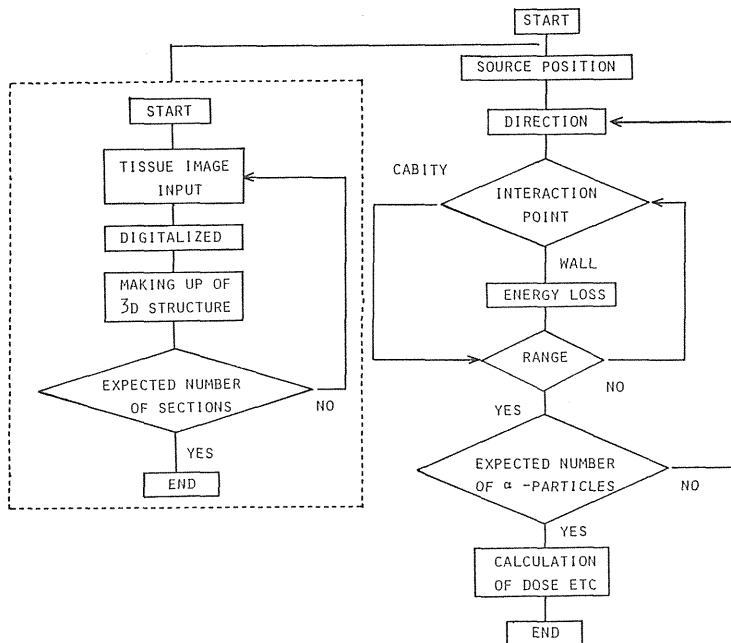 START
TISSUE IMAGE
INPUT
DIGITALIZED
MAKING UP OF
3D STRUCTURE
EXPECTED NUMBER
OF SECTIONS
NO
YES
END
START
SOURCE POSITION
DIRECTION
CABITY
INTERACTION
POINT
WALL
ENERGY LOSS
RANGE
NO
YES
EXPECTED NUMBER
OF α -PARTICLES
NO
YES
CALCULATION
OF DOSE ETC
END